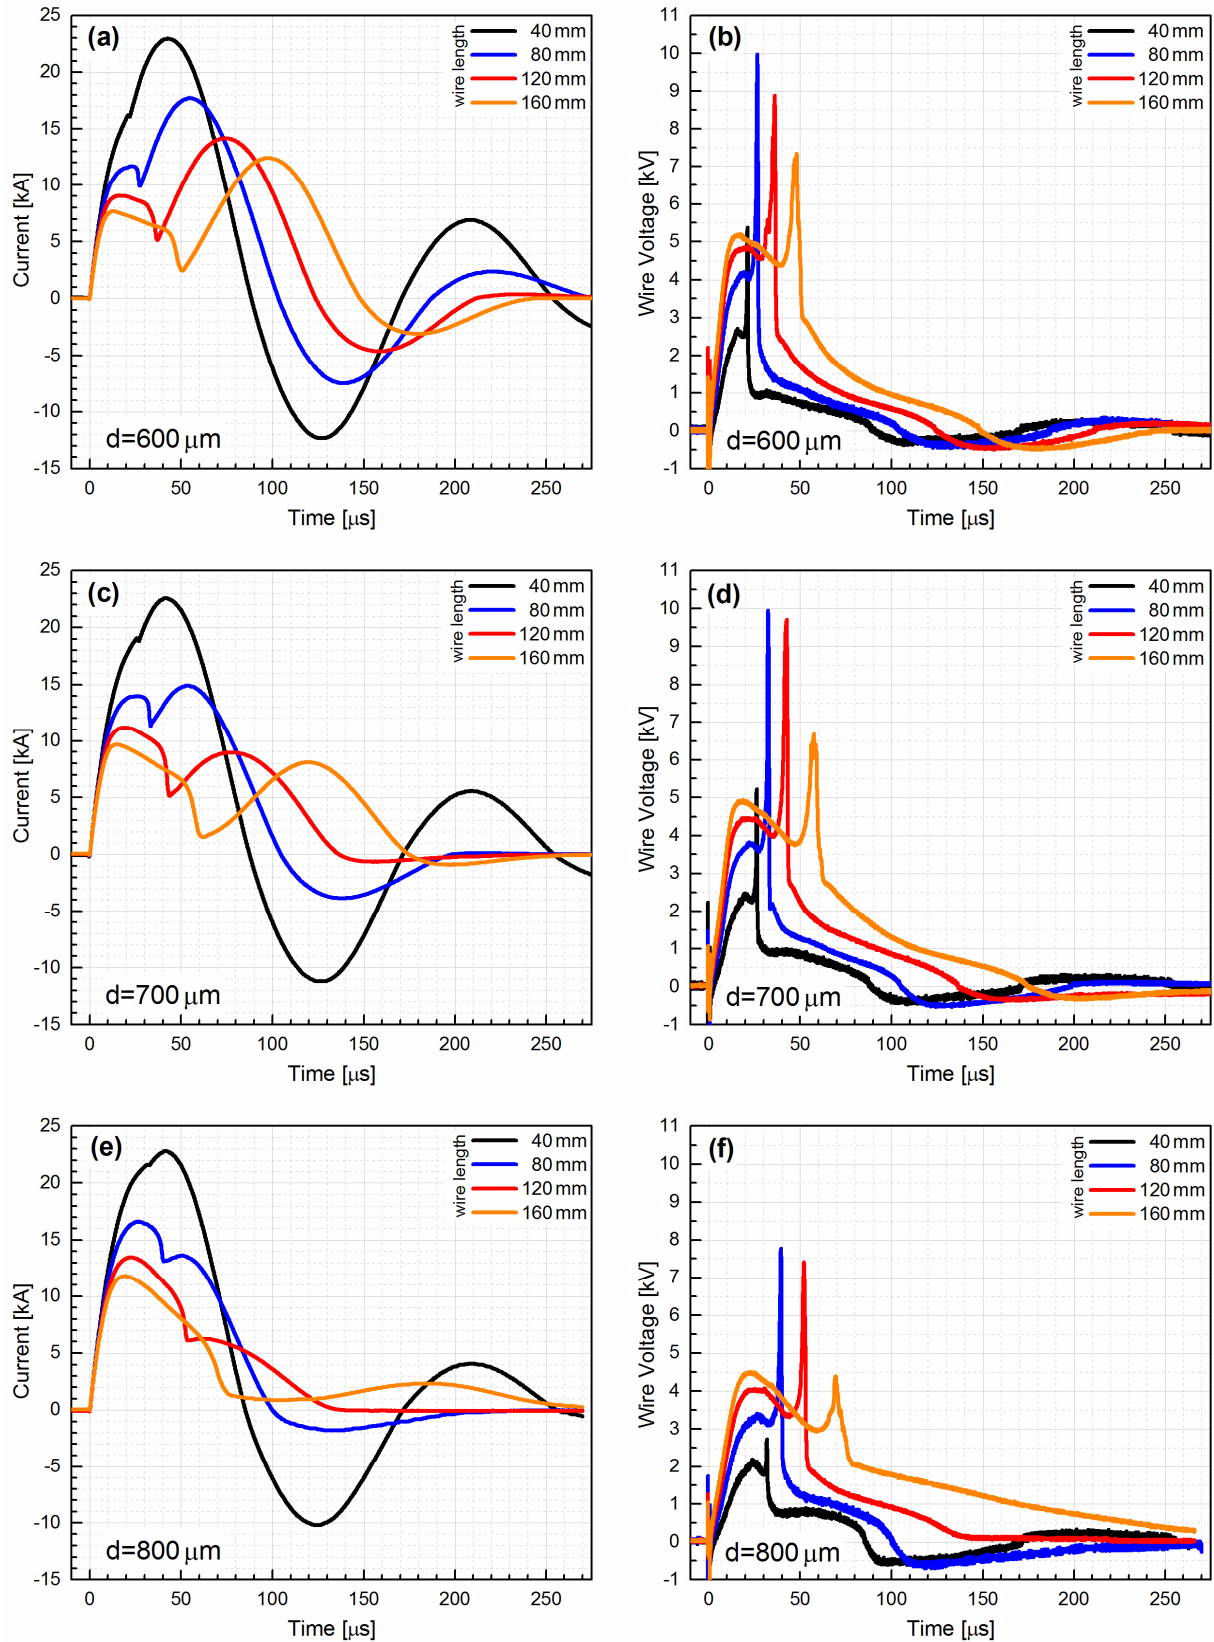 (a)
wire length
40 mm
80 mm
120 mm
160 mm
25
20
15
10
5
0
-5
-10
-15
Current [kA]
d=600 μm
0 50 100 150 200 250
Time [μs]
(b)
wire length
40 mm
80 mm
120 mm
160 mm
11
10
9
8
7
6
5
4
3
2
1
0
-1
Wire Voltage [kV]
d=600 μm
0 50 100 150 200 250
Time [μs]
(c)
wire length
40 mm
80 mm
120 mm
160 mm
25
20
15
10
5
0
-5
-10
-15
Current [kA]
d=700 μm
0 50 100 150 200 250
Time [μs]
(d)
wire length
40 mm
80 mm
120 mm
160 mm
11
10
9
8
7
6
5
4
3
2
1
0
-1
Wire Voltage [kV]
d=700 μm
0 50 100 150 200 250
Time [μs]
(e)
wire length
40 mm
80 mm
120 mm
160 mm
25
20
15
10
5
0
-5
-10
-15
Current [kA]
d=800 μm
0 50 100 150 200 250
Time [μs]
(f)
wire length
40 mm
80 mm
120 mm
160 mm
11
10
9
8
7
6
5
4
3
2
1
0
-1
Wire Voltage [kV]
d=800 μm
0 50 100 150 200 250
Time [μs]